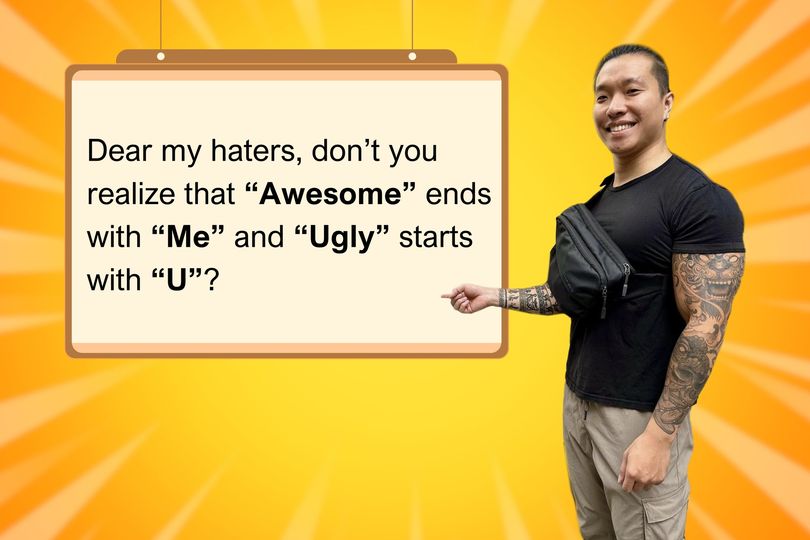 Dear my haters, don’t you
realize that “Awesome” ends
with “Me” and “Ugly” starts
with “U”?